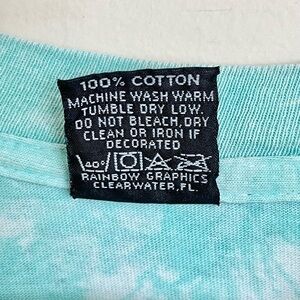 100% COTTON
MACHINE WASH WARM
TUMBLE DRY LOW.
DO NOT BLEACH, DRY
CLEAN OR IRON IF
DECORATED
40°
RAINBOW GRAPHICS
CLEARWATER, FL.